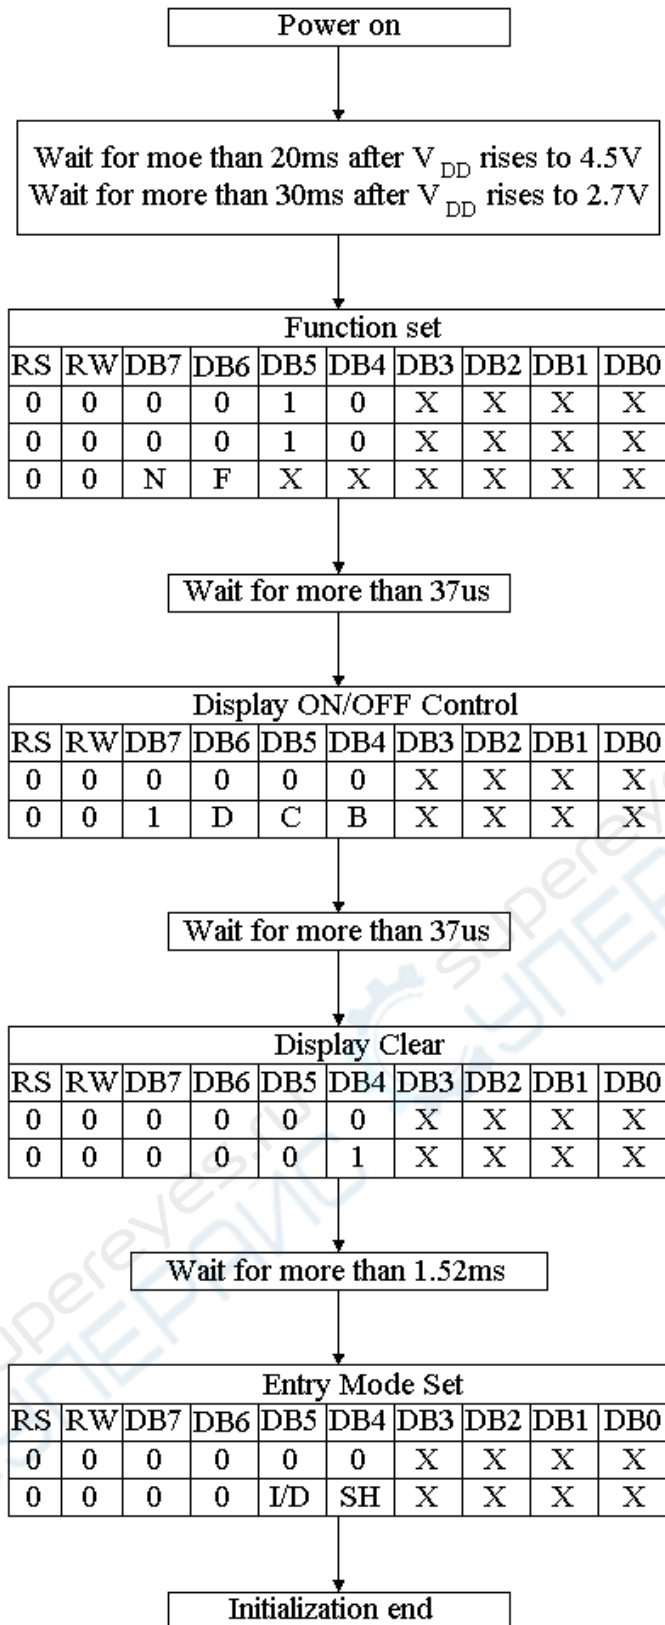 Power on
Wait for moe than 20ms after V DD rises to 4.5V
Wait for more than 30ms after V DD rises to 2.7V
Function set
RS RW DB7 DB6 DB5 DB4 DB3 DB2 DB1 DB0
0 0 0 0 1 0 X X X X
0 0 0 0 1 0 X X X X
0 0 N F X X X X X X
Wait for more than 37us
Display ON/OFF Control
RS RW DB7 DB6 DB5 DB4 DB3 DB2 DB1 DB0
0 0 0 0 0 0 X X X X
0 0 1 D C B X X X X
Wait for more than 37us
Display Clear
RS RW DB7 DB6 DB5 DB4 DB3 DB2 DB1 DB0
0 0 0 0 0 0 X X X X
0 0 0 0 0 1 X X X X
Wait for more than 1.52ms
Entry Mode Set
RS RW DB7 DB6 DB5 DB4 DB3 DB2 DB1 DB0
0 0 0 0 0 0 X X X X
0 0 0 0 I/D SH X X X X
Initialization end
supereyes.ru
СУПЕРАЙС